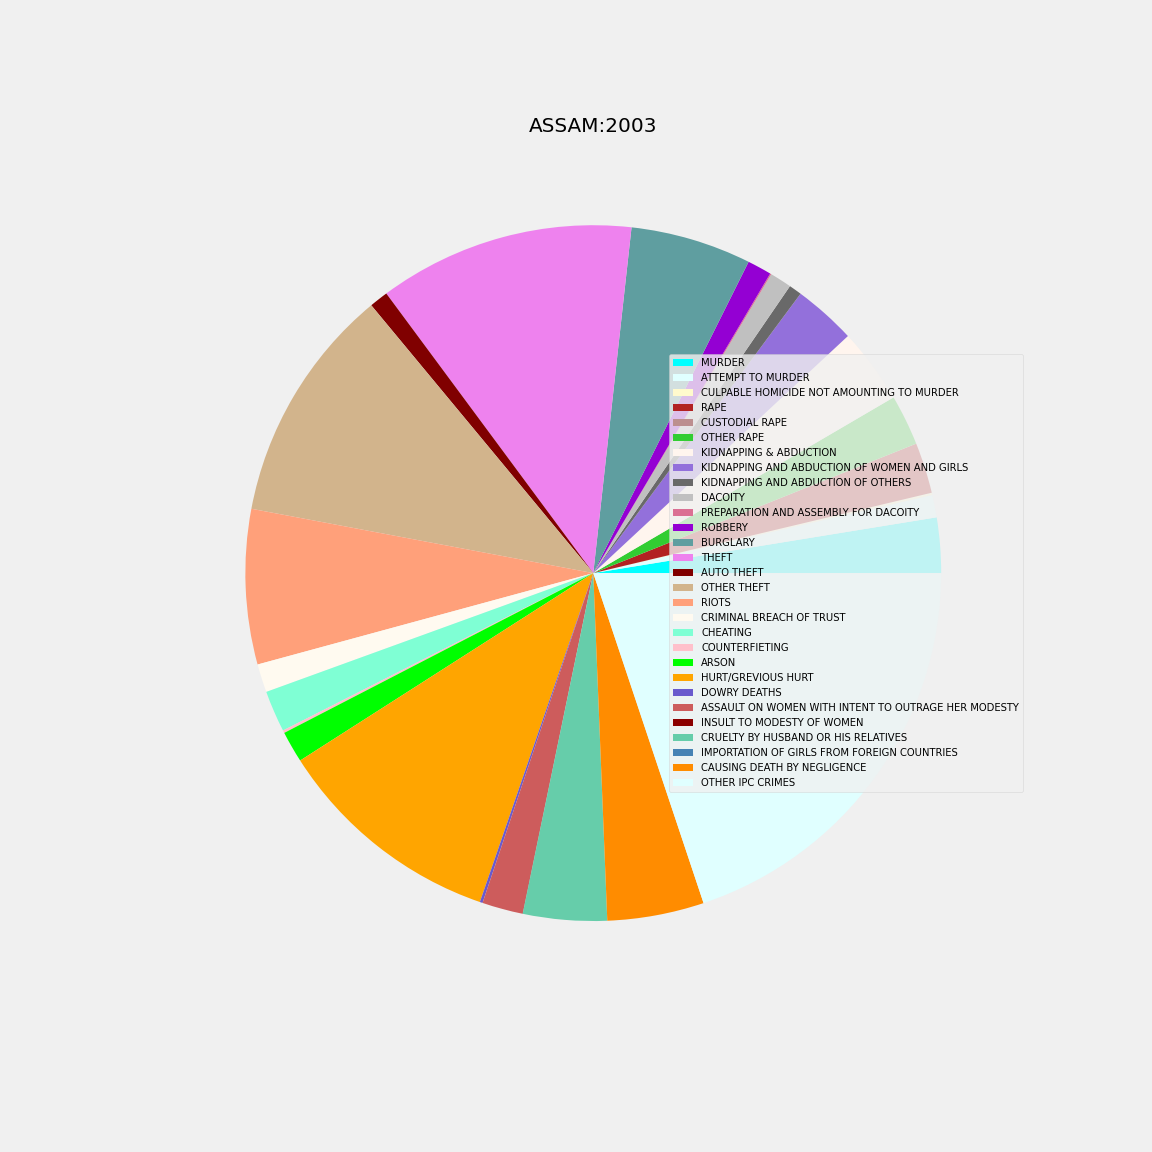 ASSAM:2003
MURDER
ATTEMPT TO MURDER
CULPABLE HOMICIDE NOT AMOUNTING TO MURDER
RAPE
CUSTODIAL RAPE
OTHER RAPE
KIDNAPPING & ABDUCTION
KIDNAPPING AND ABDUCTION OF WOMEN AND GIRLS
KIDNAPPING AND ABDUCTION OF OTHERS
DACOITY
PREPARATION AND ASSEMBLY FOR DACOITY
ROBBERY
BURGLARY
THEFT
AUTO THEFT
OTHER THEFT
RIOTS
CRIMINAL BREACH OF TRUST
CHEATING
COUNTERFIETING
ARSON
HURT/GREVIOUS HURT
DOWRY DEATHS
ASSAULT ON WOMEN WITH INTENT TO OUTRAGE HER MODESTY
INSULT TO MODESTY OF WOMEN
CRUELTY BY HUSBAND OR HIS RELATIVES
IMPORTATION OF GIRLS FROM FOREIGN COUNTRIES
CAUSING DEATH BY NEGLIGENCE
OTHER IPC CRIMES